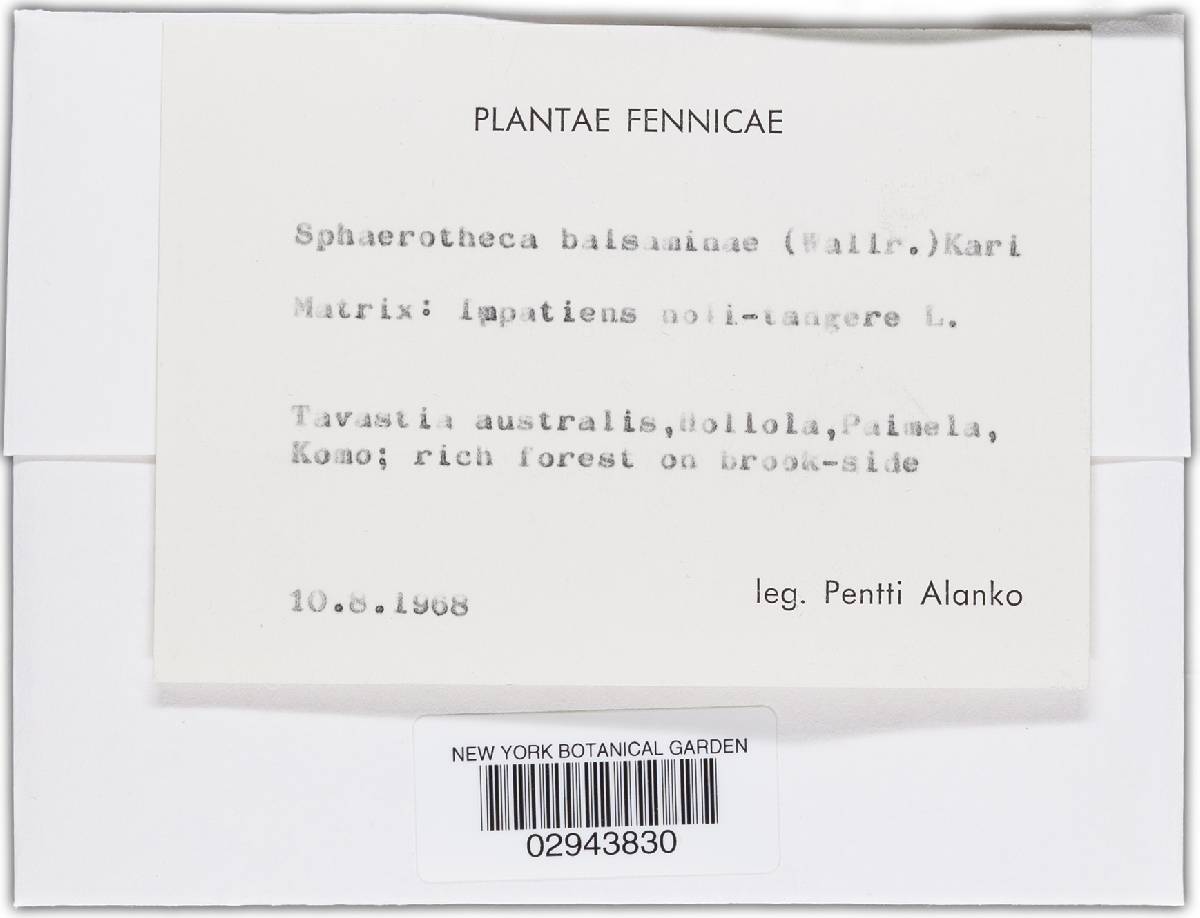 PLANTAE FENNICAE
Sphaerotheca balsaminae (Wallr.)Kari
Matrix: Impatiens noli-tangere L.
Tavastia australis,Hollola,Paimela,
Komo; rich forest on brook-side
10.8.1968
leg. Pentti Alanko
NEW YORK BOTANICAL GARDEN
02943830